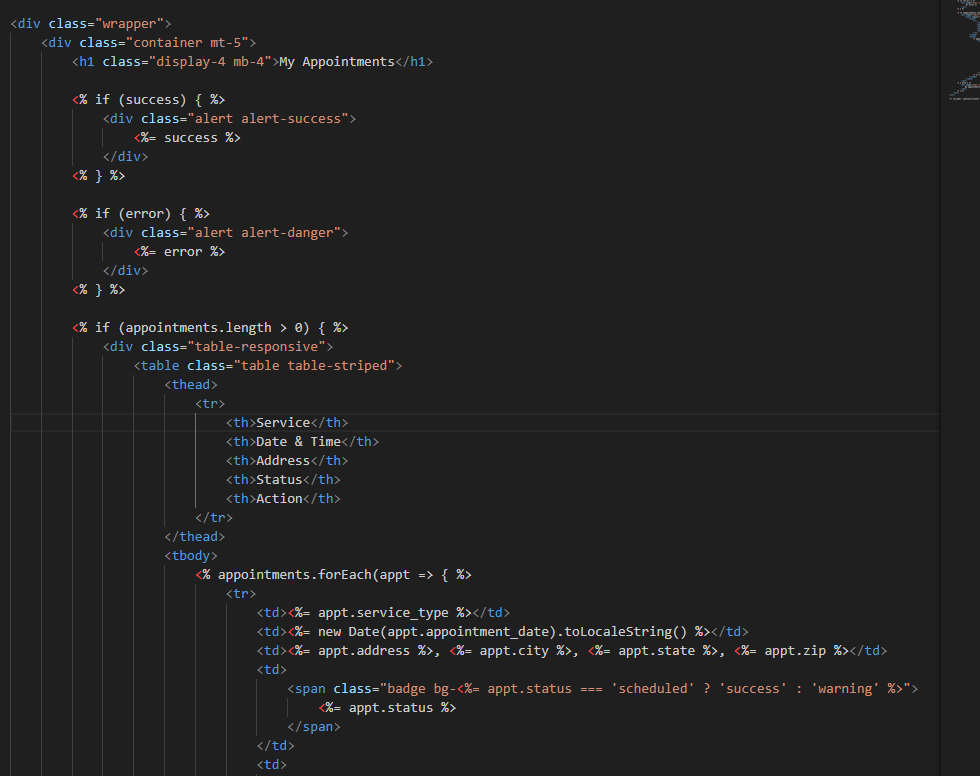 <div class="wrapper">
<div class="container mt-5">
<h1 class="display-4 mb-4">My Appointments</h1>
<% if (success) { %>
<div class="alert alert-success">
<%= success %>
</div>
<% } %>
<% if (error) { %>
<div class="alert alert-danger">
<%= error %>
</div>
<% } %>
<% if (appointments.length > 0) { %>
<div class="table-responsive">
<table class="table table-striped">
<thead>
<tr>
<th>Service</th>
<th>Date & Time</th>
<th>Address</th>
<th>Status</th>
<th>Action</th>
</tr>
</thead>
<tbody>
<% appointments.forEach(appt => { %>
<tr>
<td><%= appt.service_type %></td>
<td><%= new Date(appt.appointment_date).toLocaleString() %></td>
<td><%= appt.address %>, <%= appt.city %>, <%= appt.state %>, <%= appt.zip %></td>
<td>
<span class="badge bg-<%= appt.status === 'scheduled' ? 'success' : 'warning' %>">
<%= appt.status %>
</span>
</td>
<td>